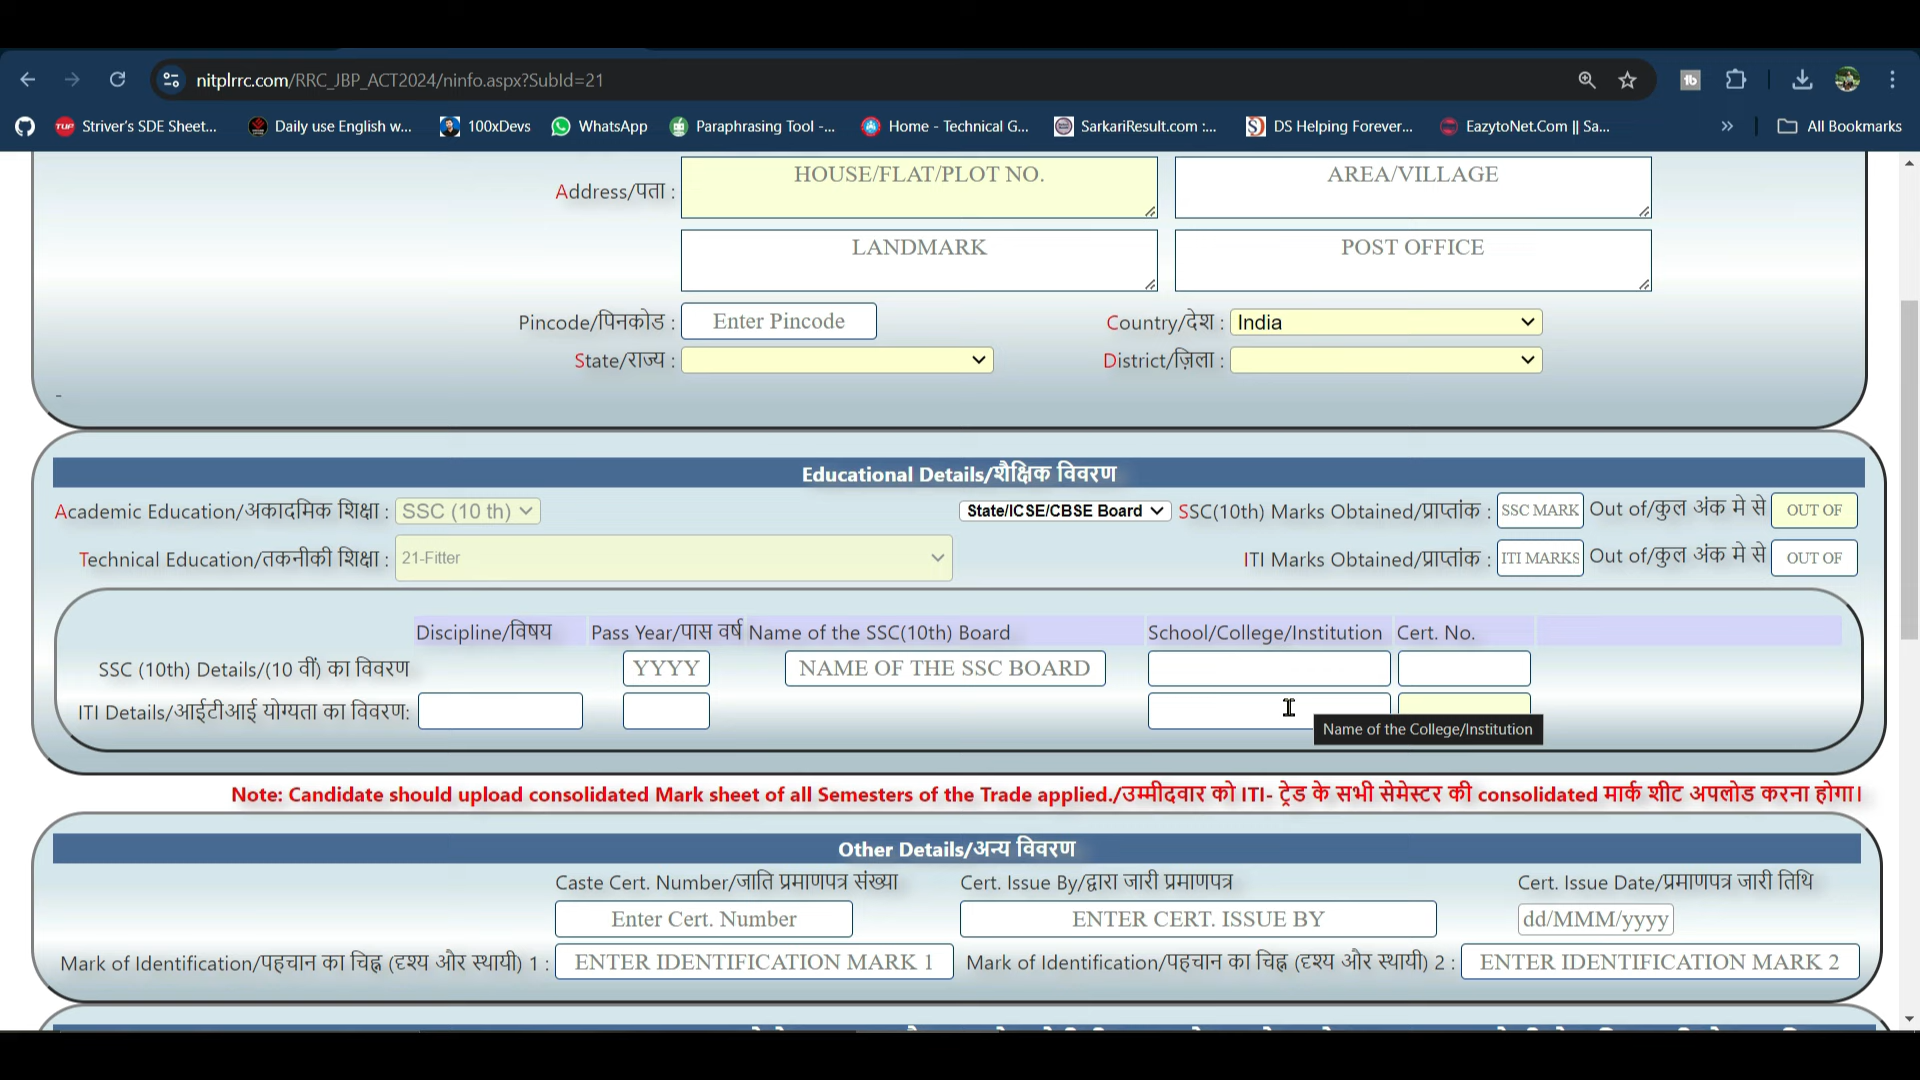 nitplrrc.com/RRC_JBP_ACT2024/ninfo.aspx?SubId=21
Striver's SDE Sheet... Daily use English w... 100xDevs WhatsApp Paraphrasing Tool -... Home - Technical G... SarkariResult.com :... DS Helping Forever... EazytoNet.Com || Sa... » All Bookmarks
Address/पता : HOUSE/FLAT/PLOT NO. AREA/VILLAGE
LANDMARK POST OFFICE
Pincode/पिनकोड : Enter Pincode Country/देश : India
State/राज्य : District/ज़िला :
-
Educational Details/शैक्षिक विवरण
Academic Education/अकादमिक शिक्षा : SSC (10 th) State/ICSE/CBSE Board SSC(10th) Marks Obtained/प्राप्तांक : SSC MARK Out of/कुल अंक मे से OUT OF
Technical Education/तकनीकी शिक्षा : 21-Fitter ITI Marks Obtained/प्राप्तांक : ITI MARKS Out of/कुल अंक मे से OUT OF
Discipline/विषय Pass Year/पास वर्ष Name of the SSC(10th) Board School/College/Institution Cert. No.
SSC (10th) Details/(10 वीं) का विवरण YYYY NAME OF THE SSC BOARD
ITI Details/आईटीआई योग्यता का विवरण:
Name of the College/Institution
Note: Candidate should upload consolidated Mark sheet of all Semesters of the Trade applied./उम्मीदवार को ITI- ट्रेड के सभी सेमेस्टर की consolidated मार्क शीट अपलोड करना होगा।
Other Details/अन्य विवरण
Caste Cert. Number/जाति प्रमाणपत्र संख्या Cert. Issue By/द्वारा जारी प्रमाणपत्र Cert. Issue Date/प्रमाणपत्र जारी तिथि
Enter Cert. Number ENTER CERT. ISSUE BY dd/MMM/yyyy
Mark of Identification/पहचान का चिह्न (दृश्य और स्थायी) 1 : ENTER IDENTIFICATION MARK 1 Mark of Identification/पहचान का चिह्न (दृश्य और स्थायी) 2 : ENTER IDENTIFICATION MARK 2